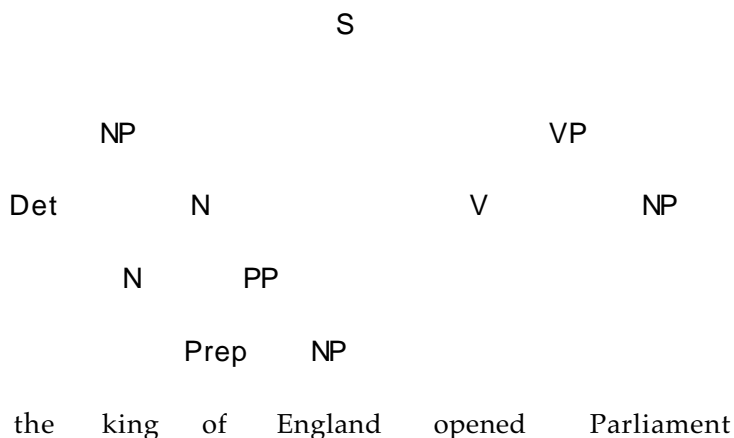 S
NP VP
Det N V NP
N PP
Prep NP
the king of England opened Parliament